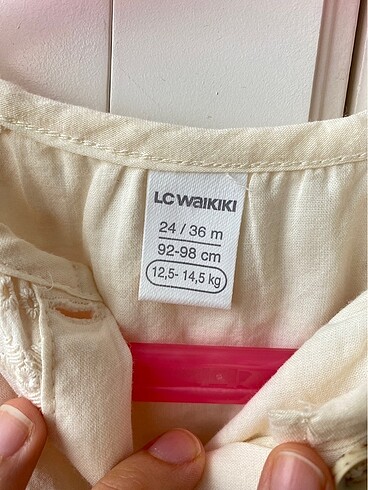 LC WAIKIKI
24 / 36 m
92-98 cm
12,5- 14,5 kg